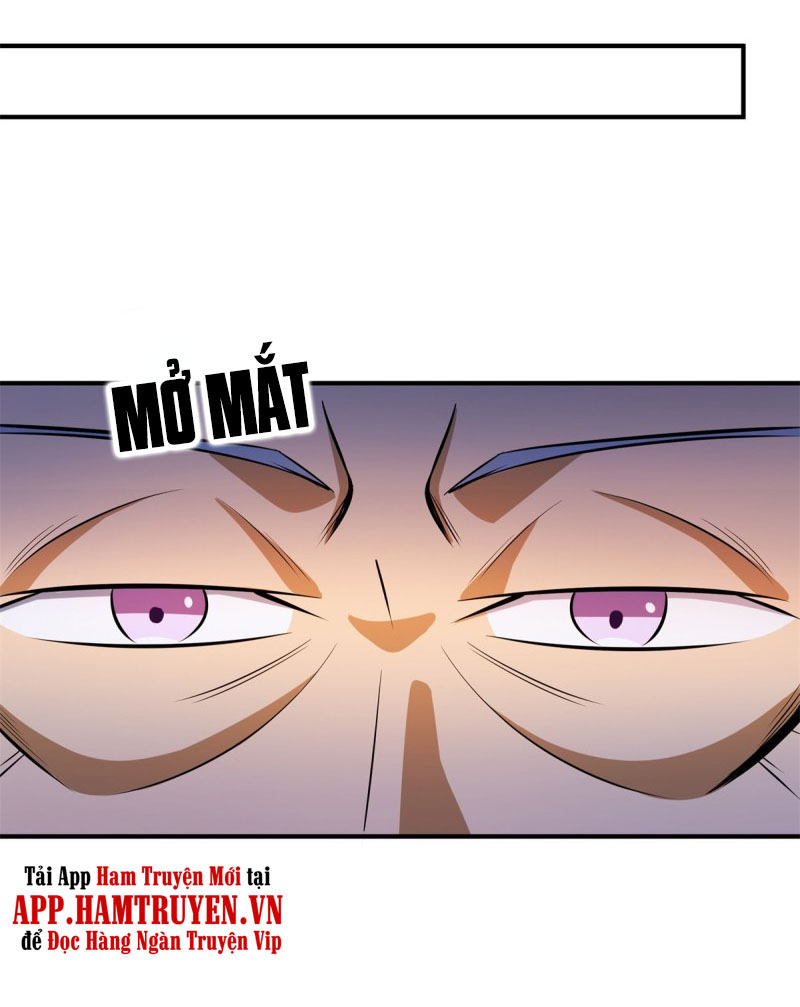 MỞ MẮT
Tải App Ham Truyện Mới tại
APP.HAMTRUYEN.VN
để Đọc Hàng Ngàn Truyện Vip